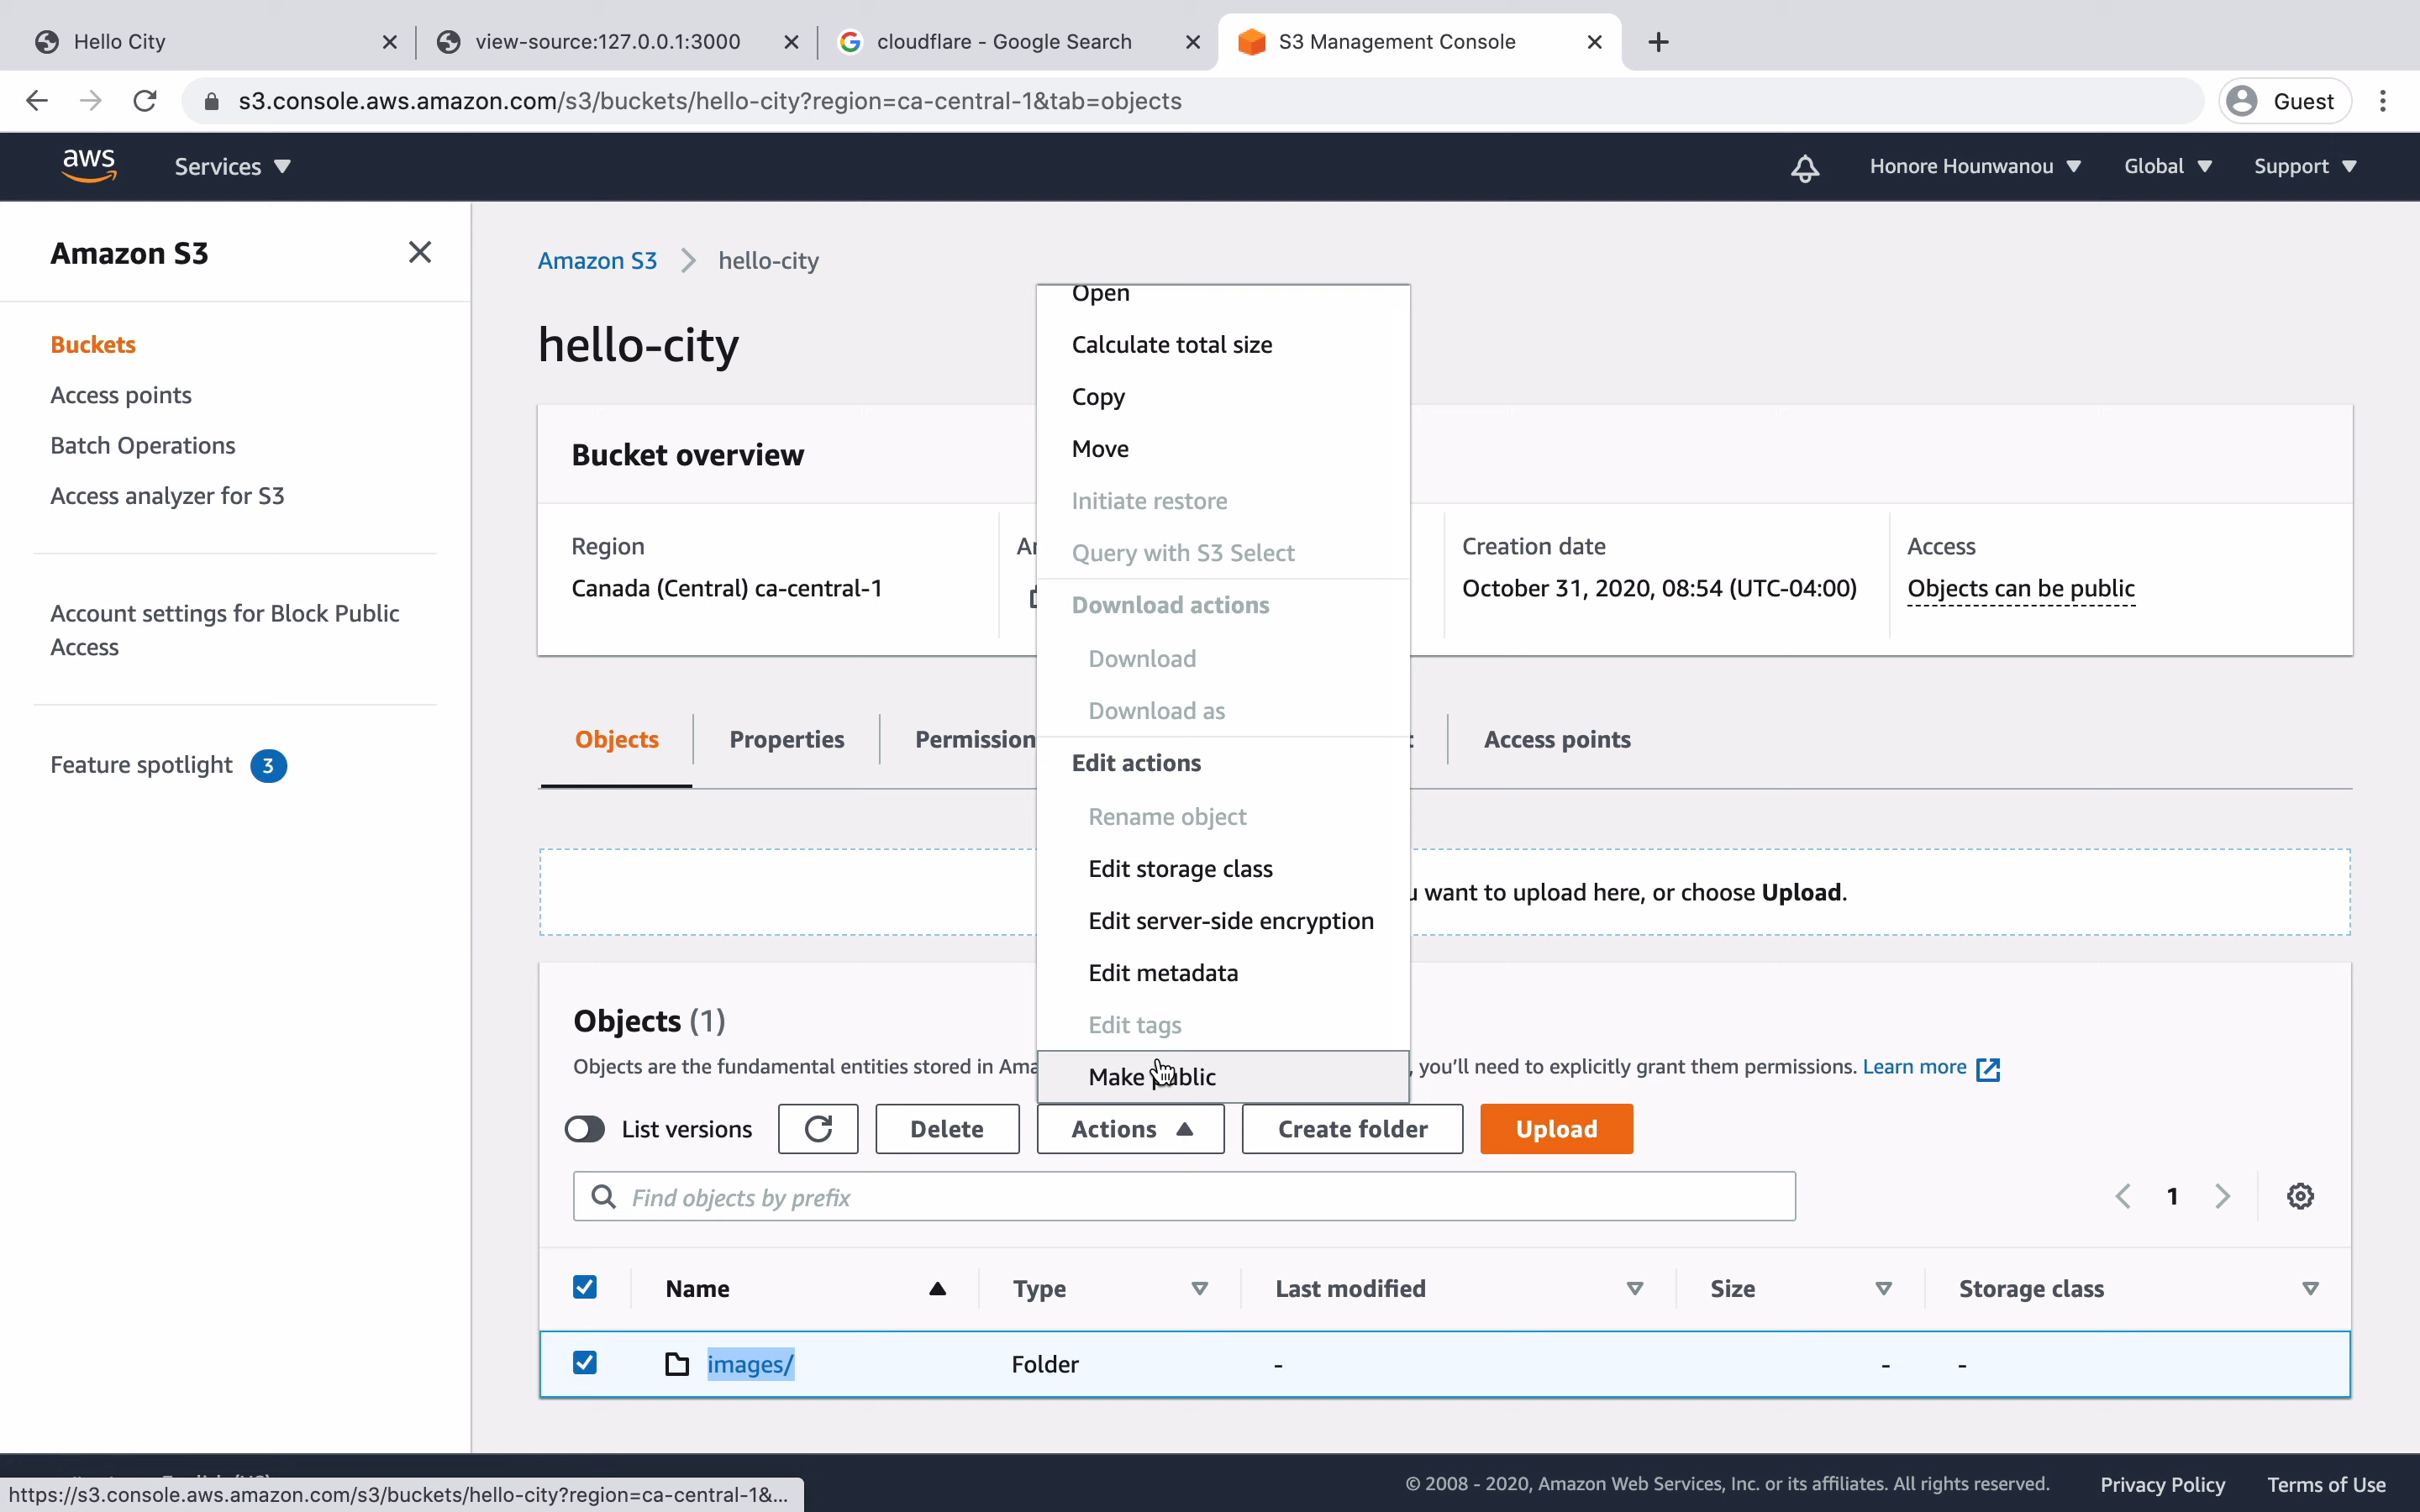 Hello City
view-source:127.0.0.1:3000
cloudflare - Google Search
S3 Management Console
s3.console.aws.amazon.com/s3/buckets/hello-city?region=ca-central-1&tab=objects
Guest
aws
Services
Honore Hounwanou
Global
Support
Amazon S3
Buckets
Access points
Batch Operations
Access analyzer for S3
Account settings for Block Public
Access
Feature spotlight 3
Amazon S3 > hello-city
hello-city
Bucket overview
Region
Canada (Central) ca-central-1
Creation date
October 31, 2020, 08:54 (UTC-04:00)
Access
Objects can be public
Objects
Properties
Permission
Access points
Open
Calculate total size
Copy
Move
Initiate restore
Query with S3 Select
Download actions
Download
Download as
Edit actions
Rename object
Edit storage class
Edit server-side encryption
Edit metadata
Edit tags
Make public
want to upload here, or choose Upload.
Objects (1)
Objects are the fundamental entities stored in
, you'll need to explicitly grant them permissions. Learn more
List versions
Delete
Actions
Create folder
Upload
Find objects by prefix
1
Name
Type
Last modified
Size
Storage class
images/
Folder
-
-
-
© 2008 - 2020, Amazon Web Services, Inc. or its affiliates. All rights reserved.
Privacy Policy
Terms of Use
https://s3.console.aws.amazon.com/s3/buckets/hello-city?region=ca-central-1&...